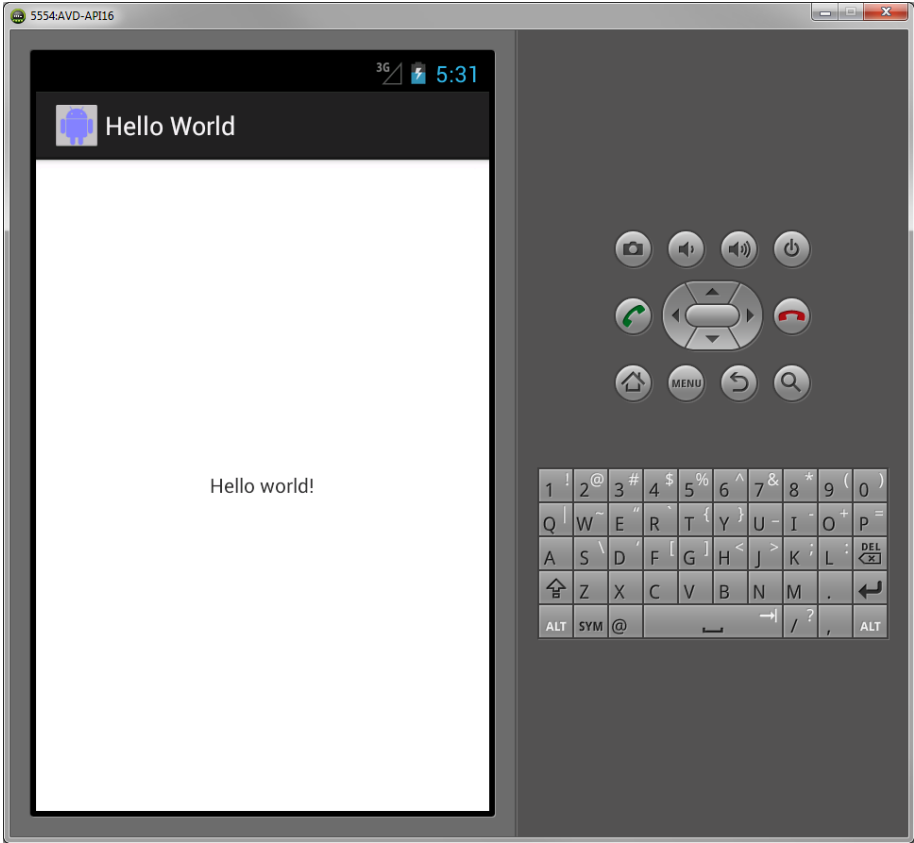 5554:AVD-API16
3G 5:31
Hello World
Hello world!
MENU
1 ! 2 @ 3 # 4 $ 5 % 6 ^ 7 & 8 * 9 ( 0 )
Q | W ~ E “ R ` T { Y } U _ I - O + P =
A S \ D ‘ F [ G ] H < J > K ; L : DEL
Z X C V B N M .
ALT SYM @ / ? , ALT